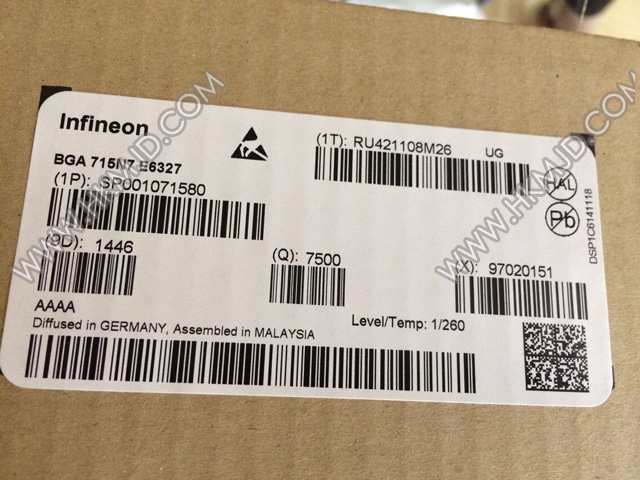 Infineon
BGA 715N7 E6327
(1P): SP001071580
(9D): 1446
AAAA
Diffused in GERMANY, Assembled in MALAYSIA
(1T): RU421108M26 UG
(Q): 7500
(X): 97020151
Level/Temp: 1/260
HAL
Pb
DSP1C6141118
WWW.HKMJD.COM
WWW.HKMJD.COM